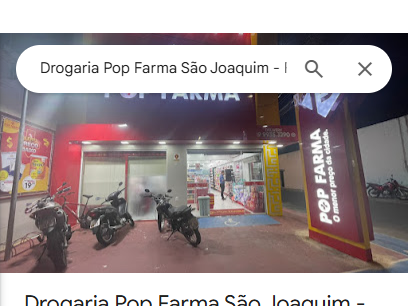 Drogaria Pop Farma São Joaquim -
POP FARMA
POP FARMA
O menor preço da cidade.
Drogaria Pop Farma São Joaquim -